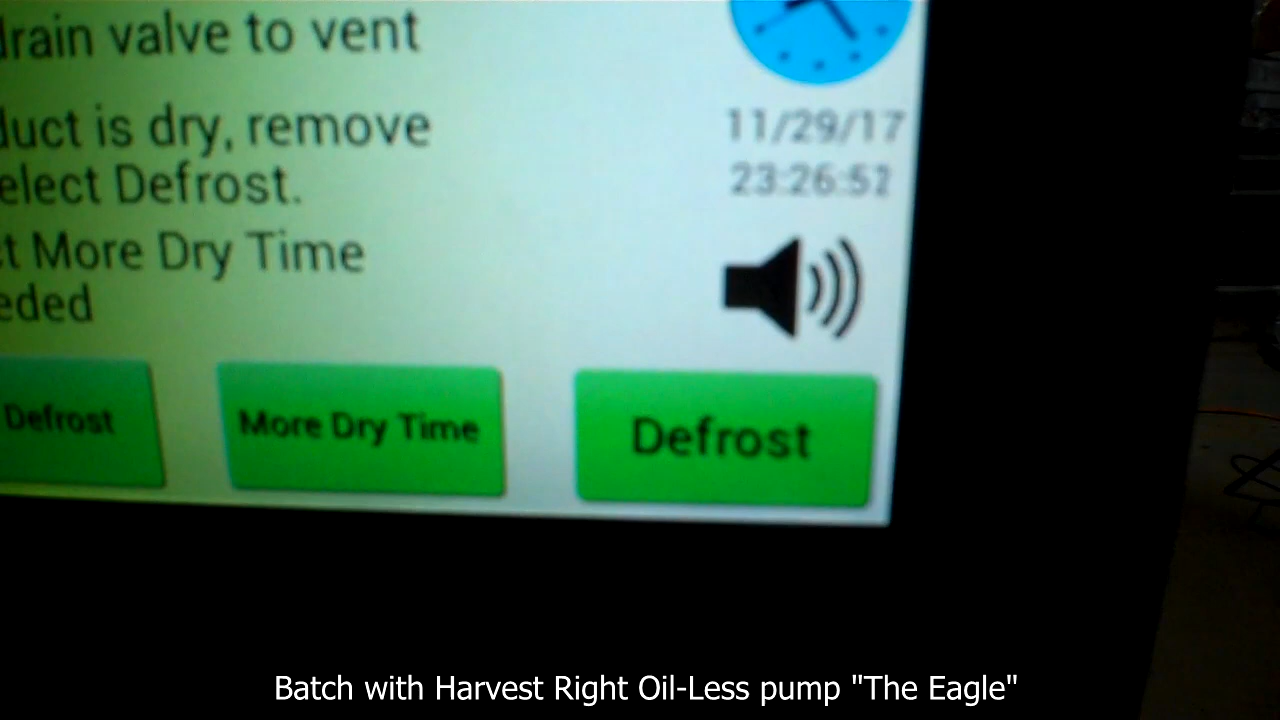 drain valve to vent
duct is dry, remove
elect Defrost.
ct More Dry Time
eded
11/29/17
23:26:52
Defrost
More Dry Time
Defrost
Batch with Harvest Right Oil-Less pump "The Eagle"